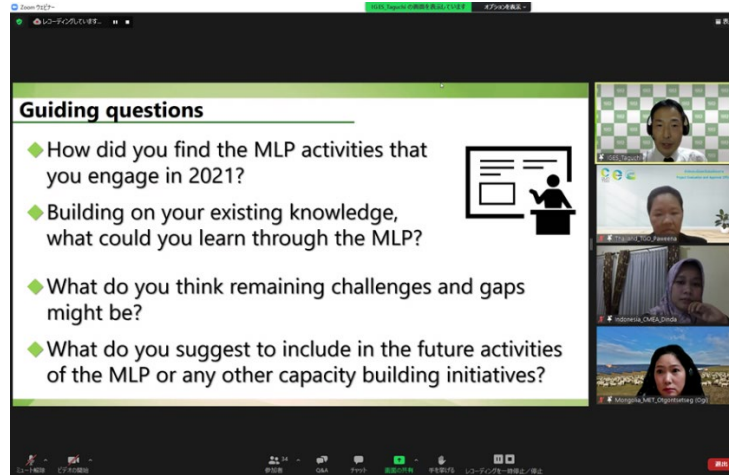 Zoom ウェビナー
IGES_Taguchi の画面を表示しています オプションを表示
レコーディングしています...
Guiding questions
How did you find the MLP activities that
you engage in 2021?
Building on your existing knowledge,
what could you learn through the MLP?
What do you think remaining challenges and gaps
might be?
What do you suggest to include in the future activities
of the MLP or any other capacity building initiatives?
IGES_Taguchi
Thailand_TGO_Paweena
Indonesia_CMEA_Dinda
Mongolia_MET_Otgontsetseg (Ogi)
ミュート解除
ビデオの開始
34
参加者
Q&A
チャット
画面の共有
手を挙げる
レコーディングを一時停止/停止
退出